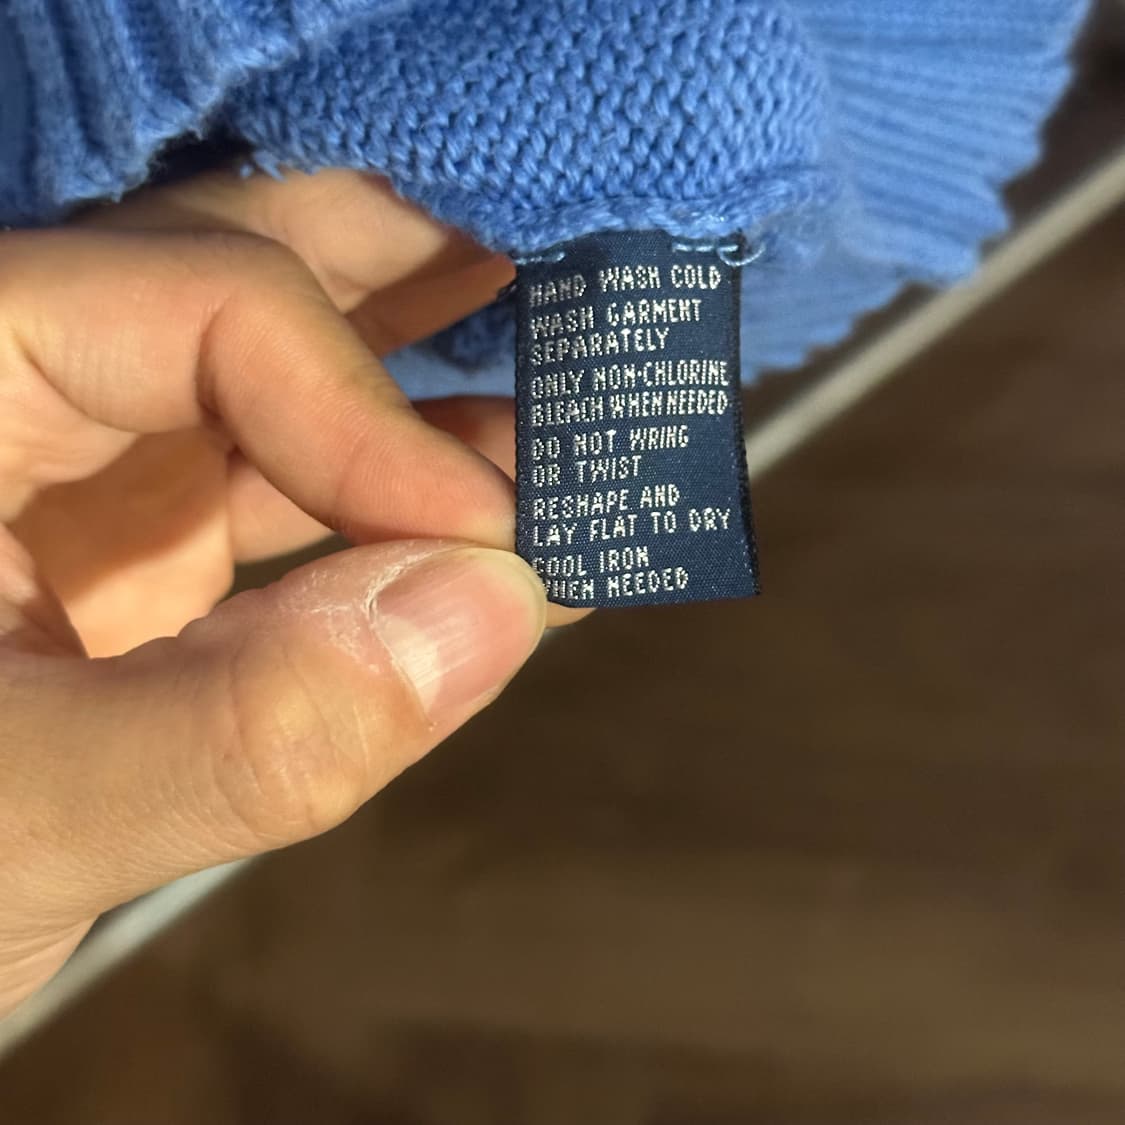 HAND WASH COLD
WASH GARMENT
SEPARATELY
ONLY NON-CHLORINE
BLEACH WHEN NEEDED
DO NOT WRING
OR TWIST
RESHAPE AND
LAY FLAT TO DRY
COOL IRON
WHEN NEEDED